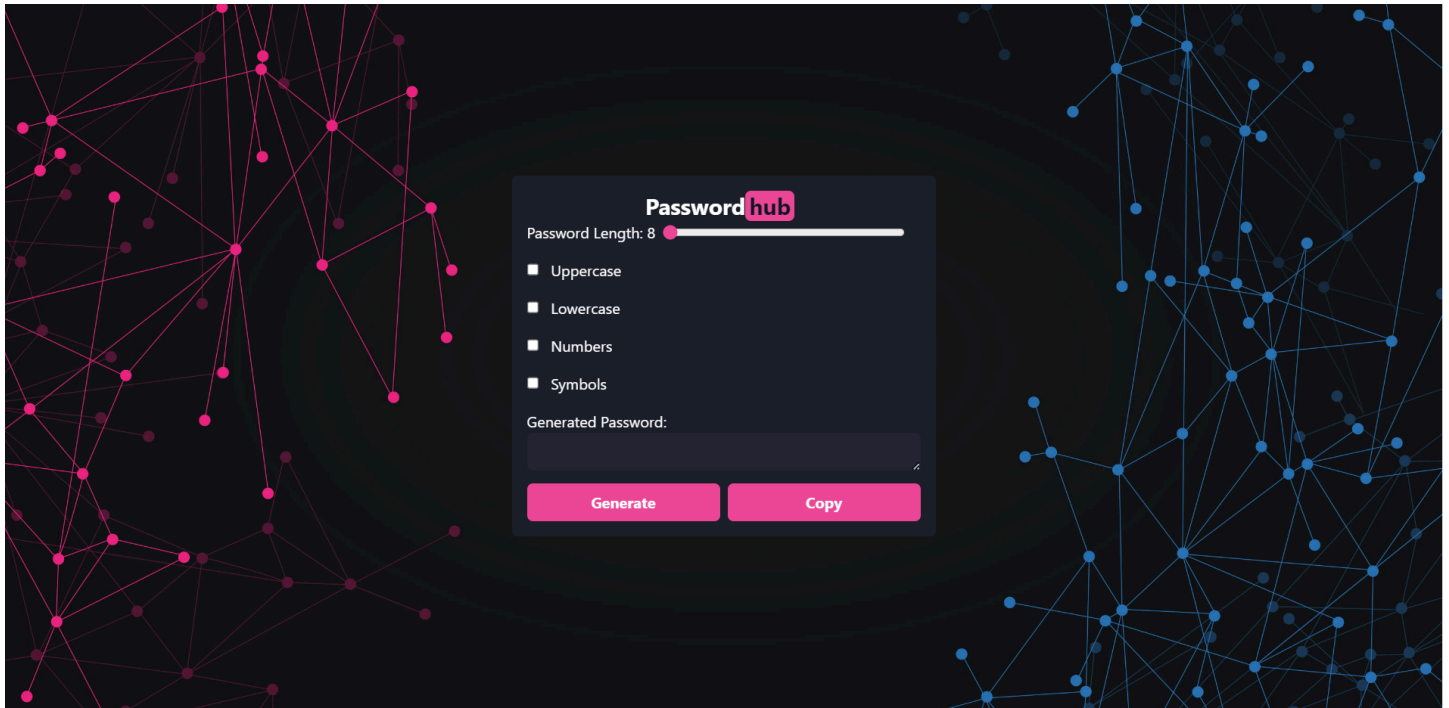 Passwordhub
Password Length: 8
Uppercase
Lowercase
Numbers
Symbols
Generated Password:
Generate Copy